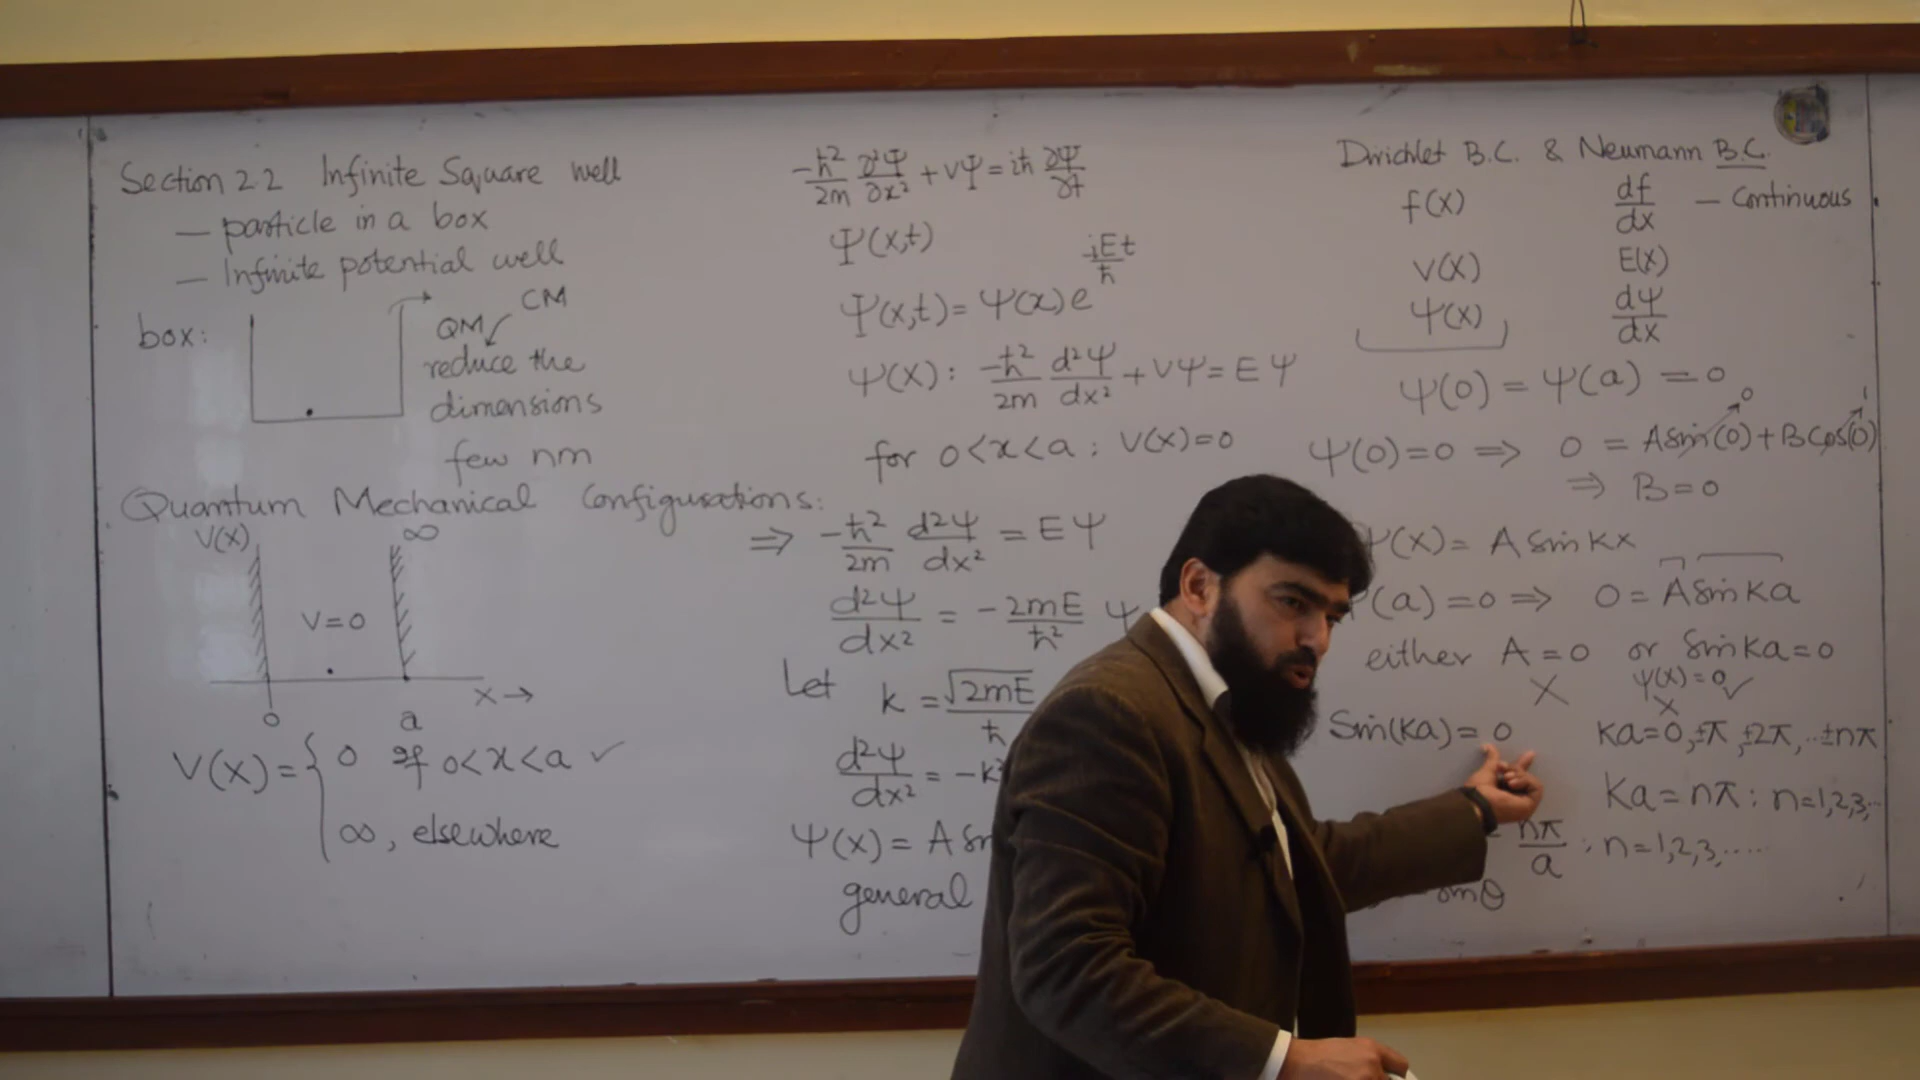 Section 2.2 Infinite Square well
— particle in a box
— Infinite potential well
box:
CM
QM
reduce the
dimensions
few nm
Quantum Mechanical Configurations:
V(x)
∞
V=0
x→
0
a
V(x)= { 0 if 0<x<a ✓
∞, elsewhere
-ħ²/2m ∂²Ψ/∂x² + VΨ = iħ ∂Ψ/∂t
Ψ(x,t)
Ψ(x,t) = ψ(x) e^(-iEt/ħ)
ψ(x): -ħ²/2m d²ψ/dx² + Vψ = Eψ
for 0<x<a; V(x)=0
⇒ -ħ²/2m d²ψ/dx² = Eψ
d²ψ/dx² = -2mE/ħ² ψ
Let k = √2mE/ħ
d²ψ/dx² = -k²
ψ(x) = A
general
Dirichlet B.C. & Neumann B.C.
f(x) df/dx — Continuous
V(x) E(x)
ψ(x) dψ/dx
ψ(0) = ψ(a) = 0
0 1
ψ(0)=0 ⇒ 0 = A sin(0) + B cos(0)
⇒ B=0
ψ(x) = A sin kx
(a)=0 ⇒ 0 = A sin ka
either A=0 or sin ka=0
X ψ(x)=0 ✓
X
Sin(ka)=0 ka=0, ±π, ±2π, ..±nπ
ka = nπ: n=1,2,3,..
nπ/a ; n=1,2,3,....
θ